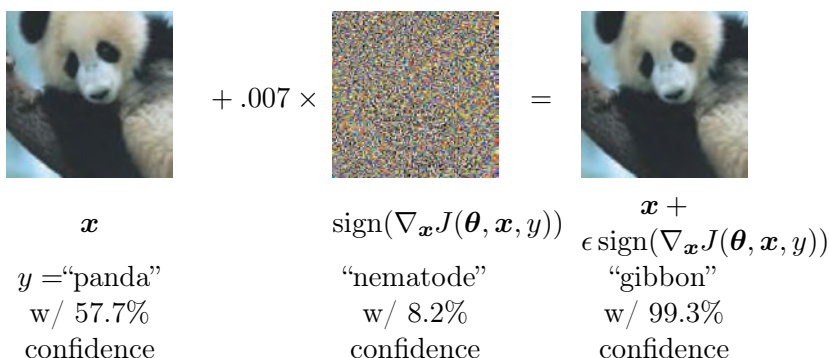 + .007 ×
=
x
sign(∇ₓJ(θ, x, y))
x +
ϵ sign(∇ₓJ(θ, x, y))
y =“panda”
“nematode”
“gibbon”
w/ 57.7%
w/ 8.2%
w/ 99.3%
confidence
confidence
confidence